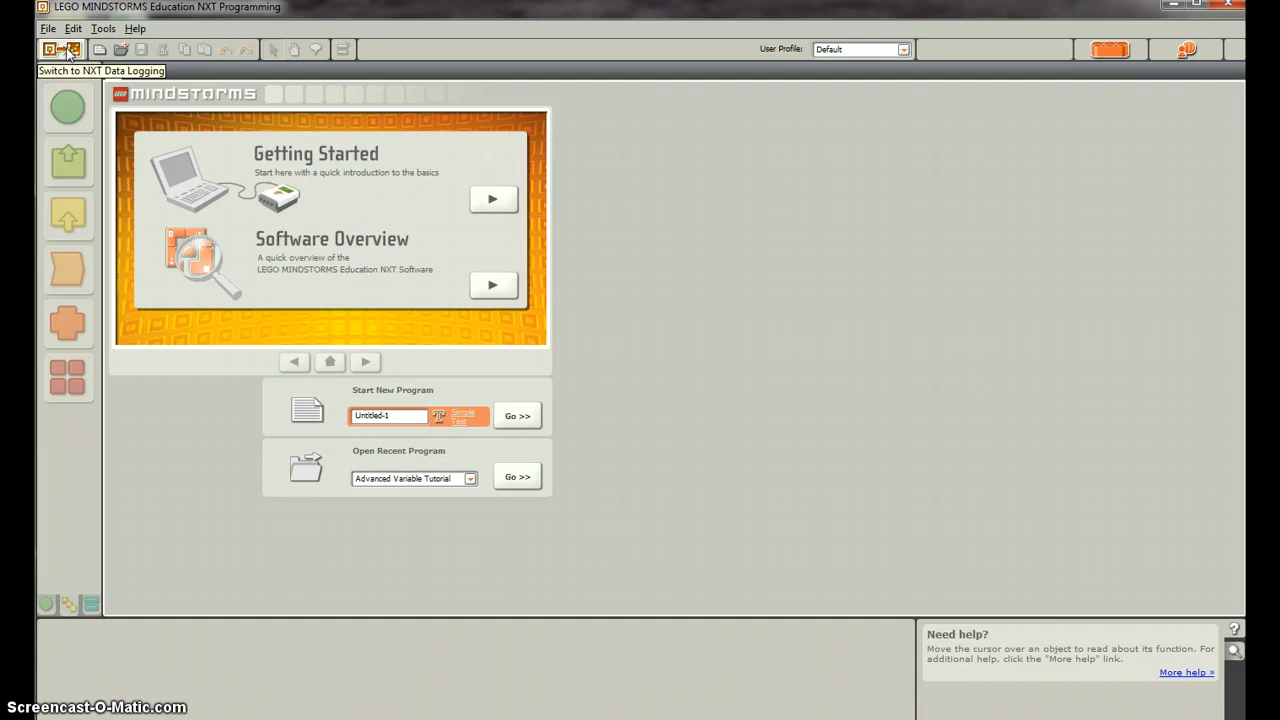 LEGO MINDSTORMS Education NXT Programming
File Edit Tools Help
User Profile: Default
Switch to NXT Data Logging
LEGO mindstorms
Getting Started
Start here with a quick introduction to the basics
Software Overview
A quick overview of the
LEGO MINDSTORMS Education NXT Software
Start New Program
Untitled-1
Simple
Text
Go >>
Open Recent Program
Advanced Variable Tutorial
Go >>
Need help?
Move the cursor over an object to read about its function. For
additional help, click the "More help" link.
More help »
Screencast-O-Matic.com